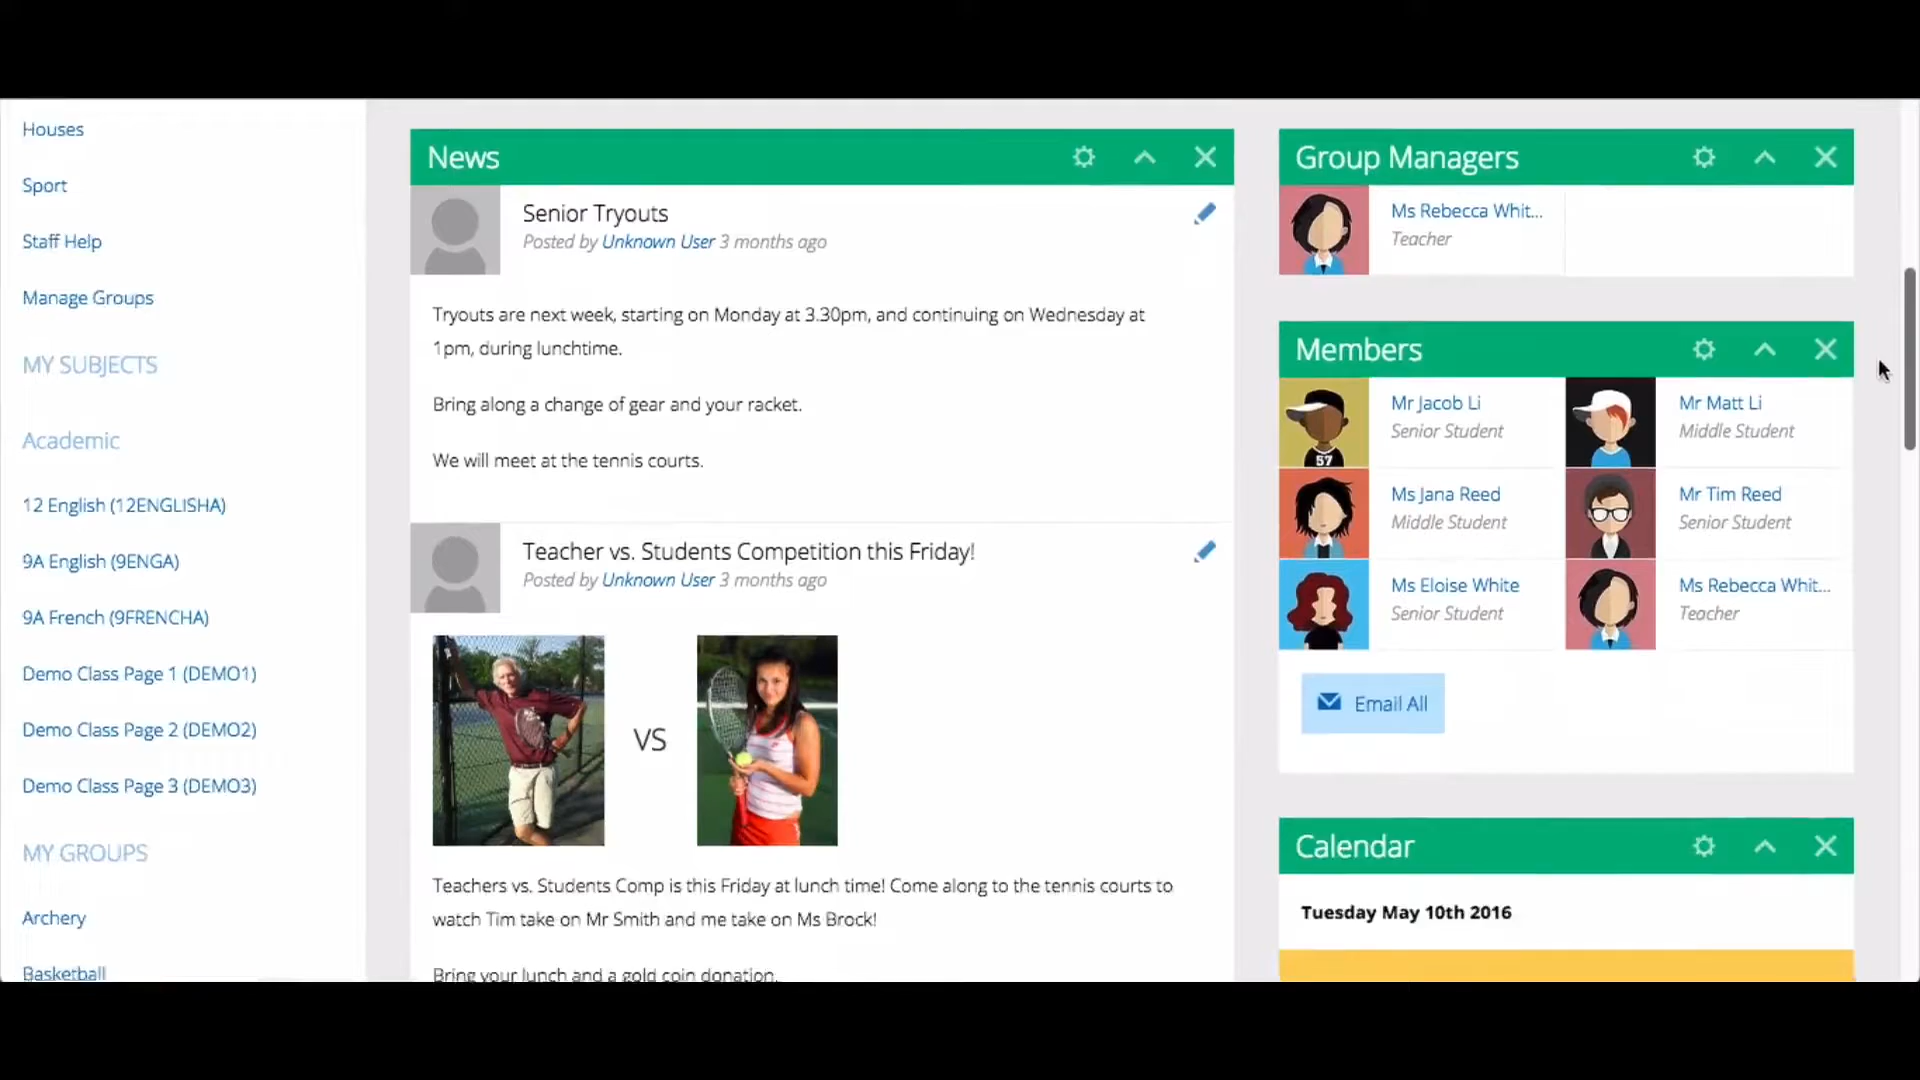 Houses
Sport
Staff Help
Manage Groups
MY SUBJECTS
Academic
12 English (12ENGLISHA)
9A English (9ENGA)
9A French (9FRENCHA)
Demo Class Page 1 (DEMO1)
Demo Class Page 2 (DEMO2)
Demo Class Page 3 (DEMO3)
MY GROUPS
Archery
Basketball
News
Senior Tryouts
Posted by Unknown User 3 months ago
Tryouts are next week, starting on Monday at 3.30pm, and continuing on Wednesday at
1pm, during lunchtime.
Bring along a change of gear and your racket.
We will meet at the tennis courts.
Teacher vs. Students Competition this Friday!
Posted by Unknown User 3 months ago
VS
Teachers vs. Students Comp is this Friday at lunch time! Come along to the tennis courts to
watch Tim take on Mr Smith and me take on Ms Brock!
Bring your lunch and a gold coin donation.
Group Managers
Ms Rebecca Whit...
Teacher
Members
57
Mr Jacob Li
Senior Student
Mr Matt Li
Middle Student
Ms Jana Reed
Middle Student
Mr Tim Reed
Senior Student
Ms Eloise White
Senior Student
Ms Rebecca Whit...
Teacher
Email All
Calendar
Tuesday May 10th 2016